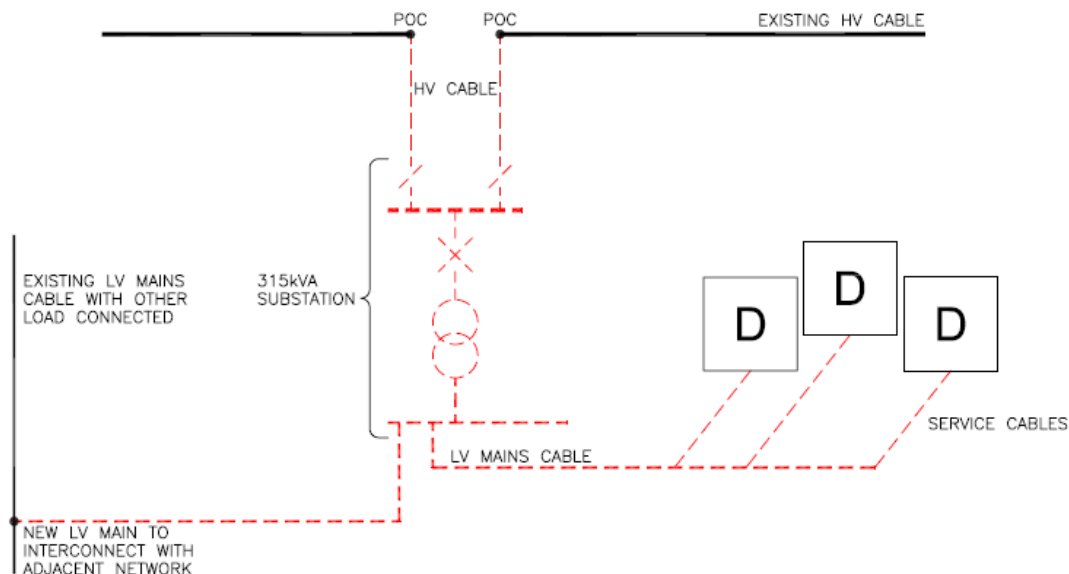 POC
POC
EXISTING HV CABLE
HV CABLE
EXISTING LV MAINS
CABLE WITH OTHER
LOAD CONNECTED
315kVA
SUBSTATION
D
D
D
SERVICE CABLES
LV MAINS CABLE
NEW LV MAIN TO
INTERCONNECT WITH
ADJACENT NETWORK